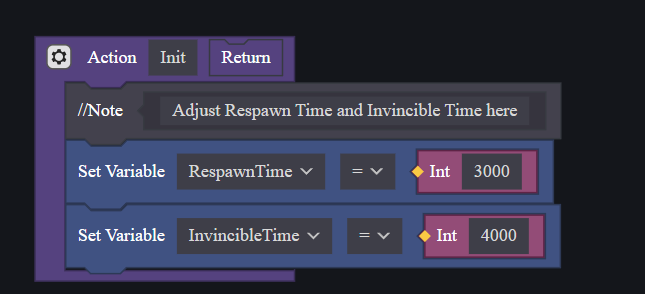 Action Init Return
//Note Adjust Respawn Time and Invincible Time here
Set Variable RespawnTime = Int 3000
Set Variable InvincibleTime = Int 4000